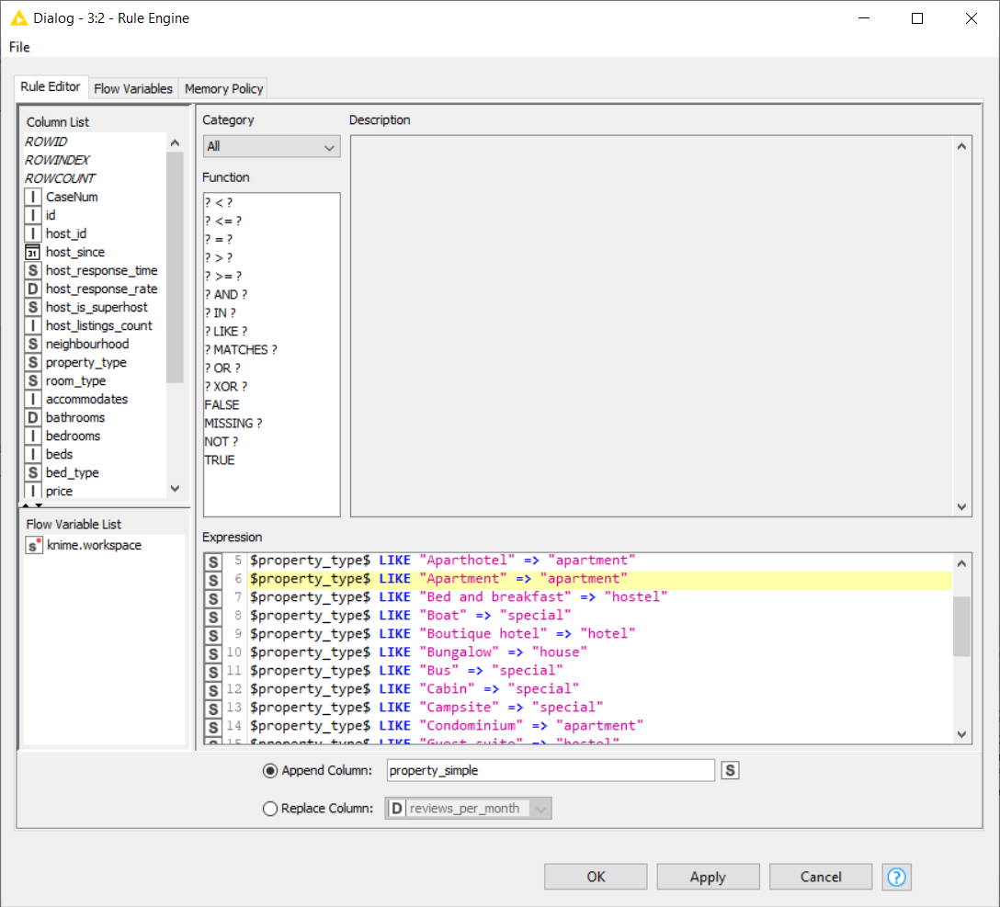 Dialog - 3:2 - Rule Engine
File
Rule Editor Flow Variables Memory Policy
Column List
ROWID
ROWINDEX
ROWCOUNT
I CaseNum
I id
I host_id
31 host_since
S host_response_time
D host_response_rate
S host_is_superhost
I host_listings_count
S neighbourhood
S property_type
S room_type
I accommodates
D bathrooms
I bedrooms
I beds
S bed_type
I price
Flow Variable List
s knime.workspace
Category
All
Function
? < ?
? <= ?
? = ?
? > ?
? >= ?
? AND ?
? IN ?
? LIKE ?
? MATCHES ?
? OR ?
? XOR ?
FALSE
MISSING ?
NOT ?
TRUE
Description
Expression
S 5 $property_type$ LIKE "Aparthotel" => "apartment"
S 6 $property_type$ LIKE "Apartment" => "apartment"
S 7 $property_type$ LIKE "Bed and breakfast" => "hostel"
S 8 $property_type$ LIKE "Boat" => "special"
S 9 $property_type$ LIKE "Boutique hotel" => "hotel"
S 10 $property_type$ LIKE "Bungalow" => "house"
S 11 $property_type$ LIKE "Bus" => "special"
S 12 $property_type$ LIKE "Cabin" => "special"
S 13 $property_type$ LIKE "Campsite" => "special"
S 14 $property_type$ LIKE "Condominium" => "apartment"
S 15 $property_type$ LIKE "Guest suite" => "hostel"
Append Column: property_simple S
Replace Column: D reviews_per_month
OK Apply Cancel ?